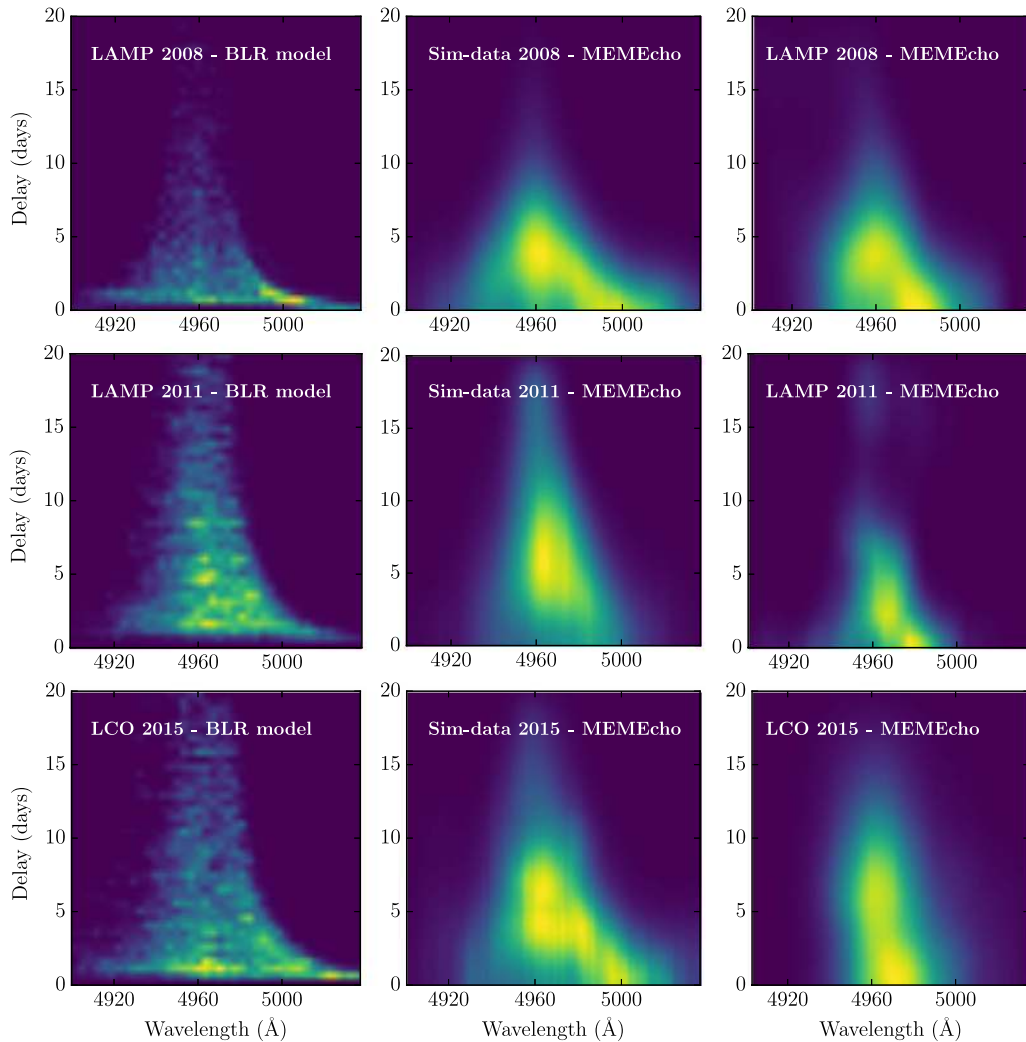 20
LAMP 2008 - BLR model
Sim-data 2008 - MEMEcho
LAMP 2008 - MEMEcho
15
10
5
0
Delay (days)
20
15
10
5
0
20
15
10
5
0
4920 4960 5000
4920 4960 5000
4920 4960 5000
20
LAMP 2011 - BLR model
Sim-data 2011 - MEMEcho
LAMP 2011 - MEMEcho
15
10
5
0
Delay (days)
20
15
10
5
0
20
15
10
5
0
4920 4960 5000
4920 4960 5000
4920 4960 5000
20
LCO 2015 - BLR model
Sim-data 2015 - MEMEcho
LCO 2015 - MEMEcho
15
10
5
0
Delay (days)
20
15
10
5
0
20
15
10
5
0
4920 4960 5000
4920 4960 5000
4920 4960 5000
Wavelength (Å)
Wavelength (Å)
Wavelength (Å)